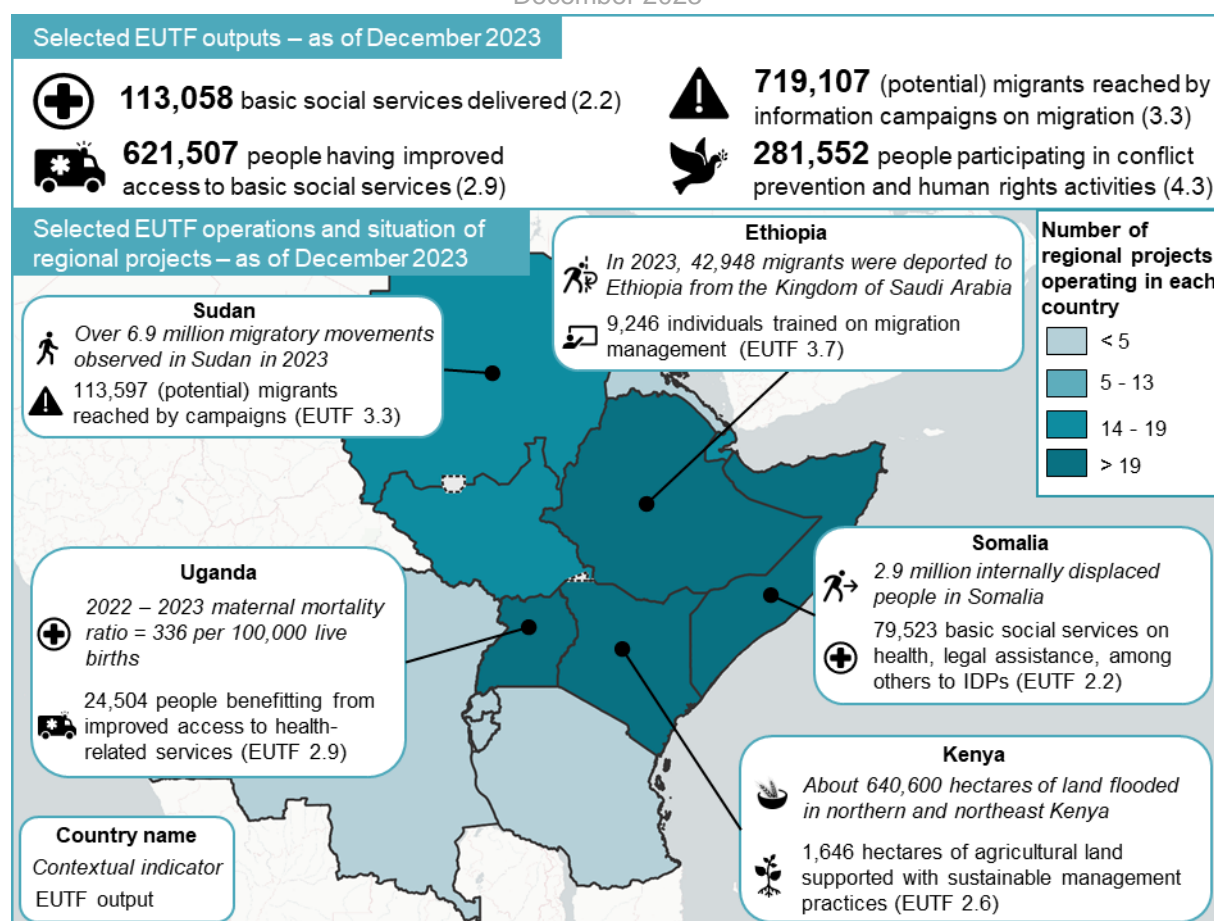 December 2023
Selected EUTF outputs – as of December 2023
113,058 basic social services delivered (2.2)
621,507 people having improved
access to basic social services (2.9)
719,107 (potential) migrants reached by
information campaigns on migration (3.3)
281,552 people participating in conflict
prevention and human rights activities (4.3)
Selected EUTF operations and situation of
regional projects – as of December 2023
Number of
regional projects
operating in each
country
< 5
5 - 13
14 - 19
> 19
Ethiopia
In 2023, 42,948 migrants were deported to
Ethiopia from the Kingdom of Saudi Arabia
9,246 individuals trained on migration
management (EUTF 3.7)
Sudan
Over 6.9 million migratory movements
observed in Sudan in 2023
113,597 (potential) migrants
reached by campaigns (EUTF 3.3)
Somalia
2.9 million internally displaced
people in Somalia
79,523 basic social services on
health, legal assistance, among
others to IDPs (EUTF 2.2)
Uganda
2022 – 2023 maternal mortality
ratio = 336 per 100,000 live
births
24,504 people benefitting from
improved access to health-
related services (EUTF 2.9)
Kenya
About 640,600 hectares of land flooded
in northern and northeast Kenya
1,646 hectares of agricultural land
supported with sustainable management
practices (EUTF 2.6)
Country name
Contextual indicator
EUTF output